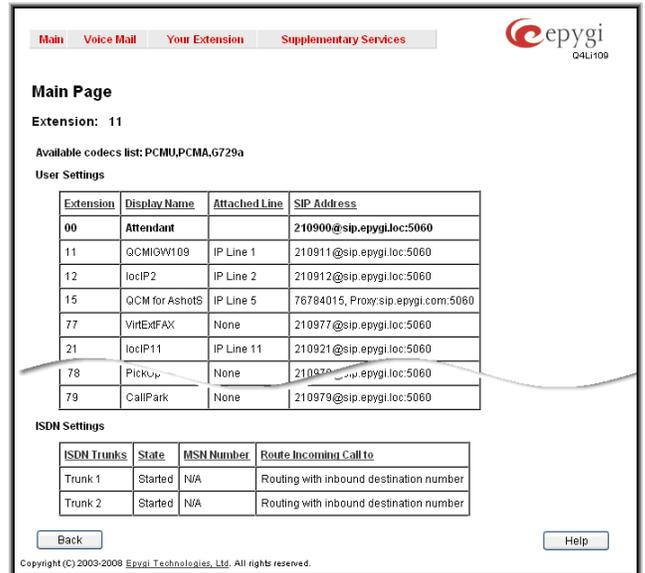 Main Voice Mail Your Extension Supplementary Services
epygi
Q4Li109
Main Page
Extension: 11
Available codecs list: PCMU,PCMA,G729a
User Settings
Extension Display Name Attached Line SIP Address
00 Attendant 210900@sip.epygi.loc:5060
11 QCMIGW109 IP Line 1 210911@sip.epygi.loc:5060
12 locIP2 IP Line 2 210912@sip.epygi.loc:5060
15 QCM for AshotS IP Line 5 76784015, Proxy:sip.epygi.com:5060
77 VirtExtFAX None 210977@sip.epygi.loc:5060
21 locIP11 IP Line 11 210921@sip.epygi.loc:5060
78 PickUp None
79 CallPark None 210979@sip.epygi.loc:5060
ISDN Settings
ISDN Trunks State MSN Number Route Incoming Call to
Trunk 1 Started N/A Routing with inbound destination number
Trunk 2 Started N/A Routing with inbound destination number
Back Help
Copyright (C) 2003-2008 Epygi Technologies, Ltd. All rights reserved.